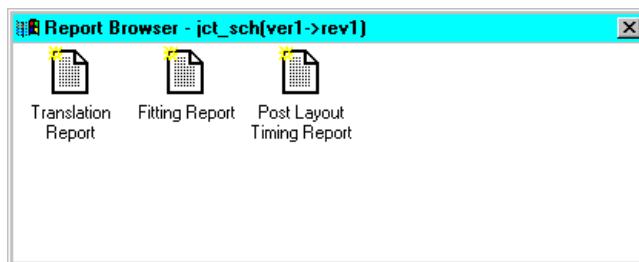 Report Browser - jct_sch(ver1->rev1)
Translation Report
Fitting Report
Post Layout Timing Report